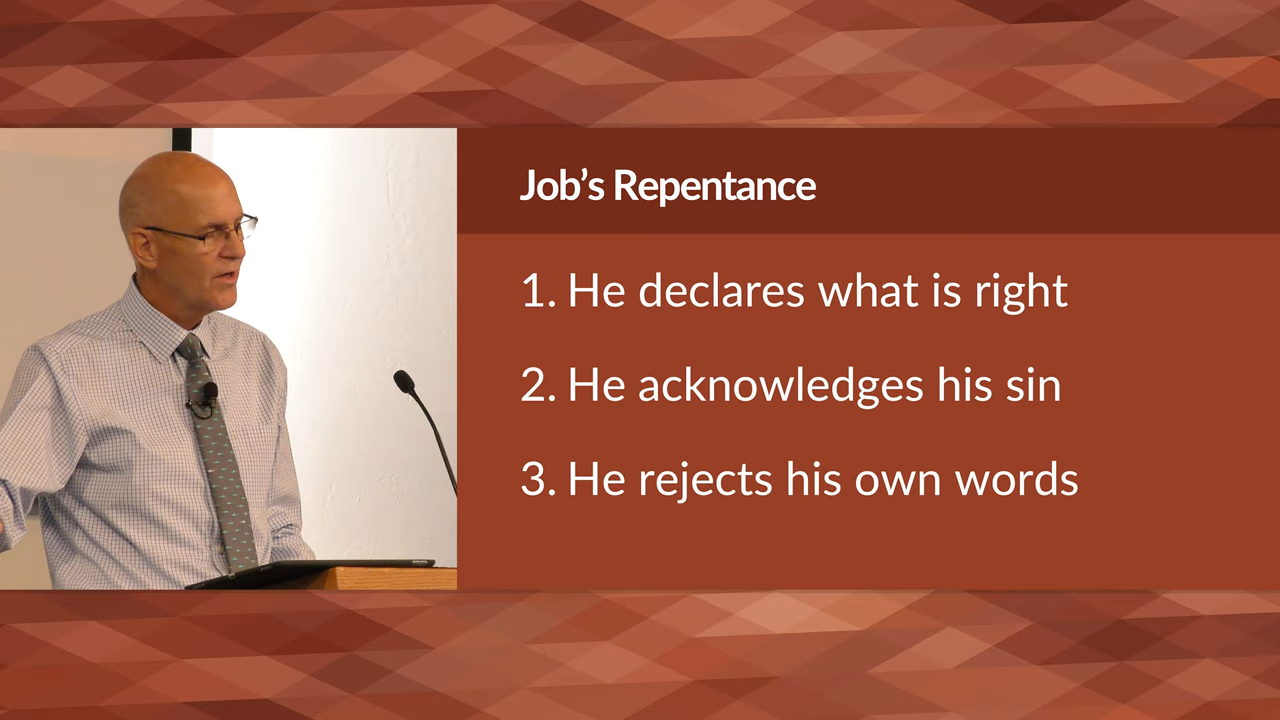 Job’s Repentance
1. He declares what is right
2. He acknowledges his sin
3. He rejects his own words